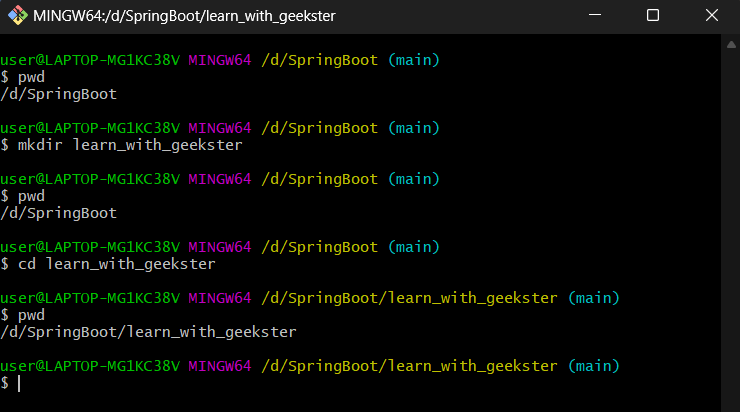 MINGW64:/d/SpringBoot/learn_with_geekster
user@LAPTOP-MG1KC38V MINGW64 /d/SpringBoot (main)
$ pwd
/d/SpringBoot
user@LAPTOP-MG1KC38V MINGW64 /d/SpringBoot (main)
$ mkdir learn_with_geekster
user@LAPTOP-MG1KC38V MINGW64 /d/SpringBoot (main)
$ pwd
/d/SpringBoot
user@LAPTOP-MG1KC38V MINGW64 /d/SpringBoot (main)
$ cd learn_with_geekster
user@LAPTOP-MG1KC38V MINGW64 /d/SpringBoot/learn_with_geekster (main)
$ pwd
/d/SpringBoot/learn_with_geekster
user@LAPTOP-MG1KC38V MINGW64 /d/SpringBoot/learn_with_geekster (main)
$